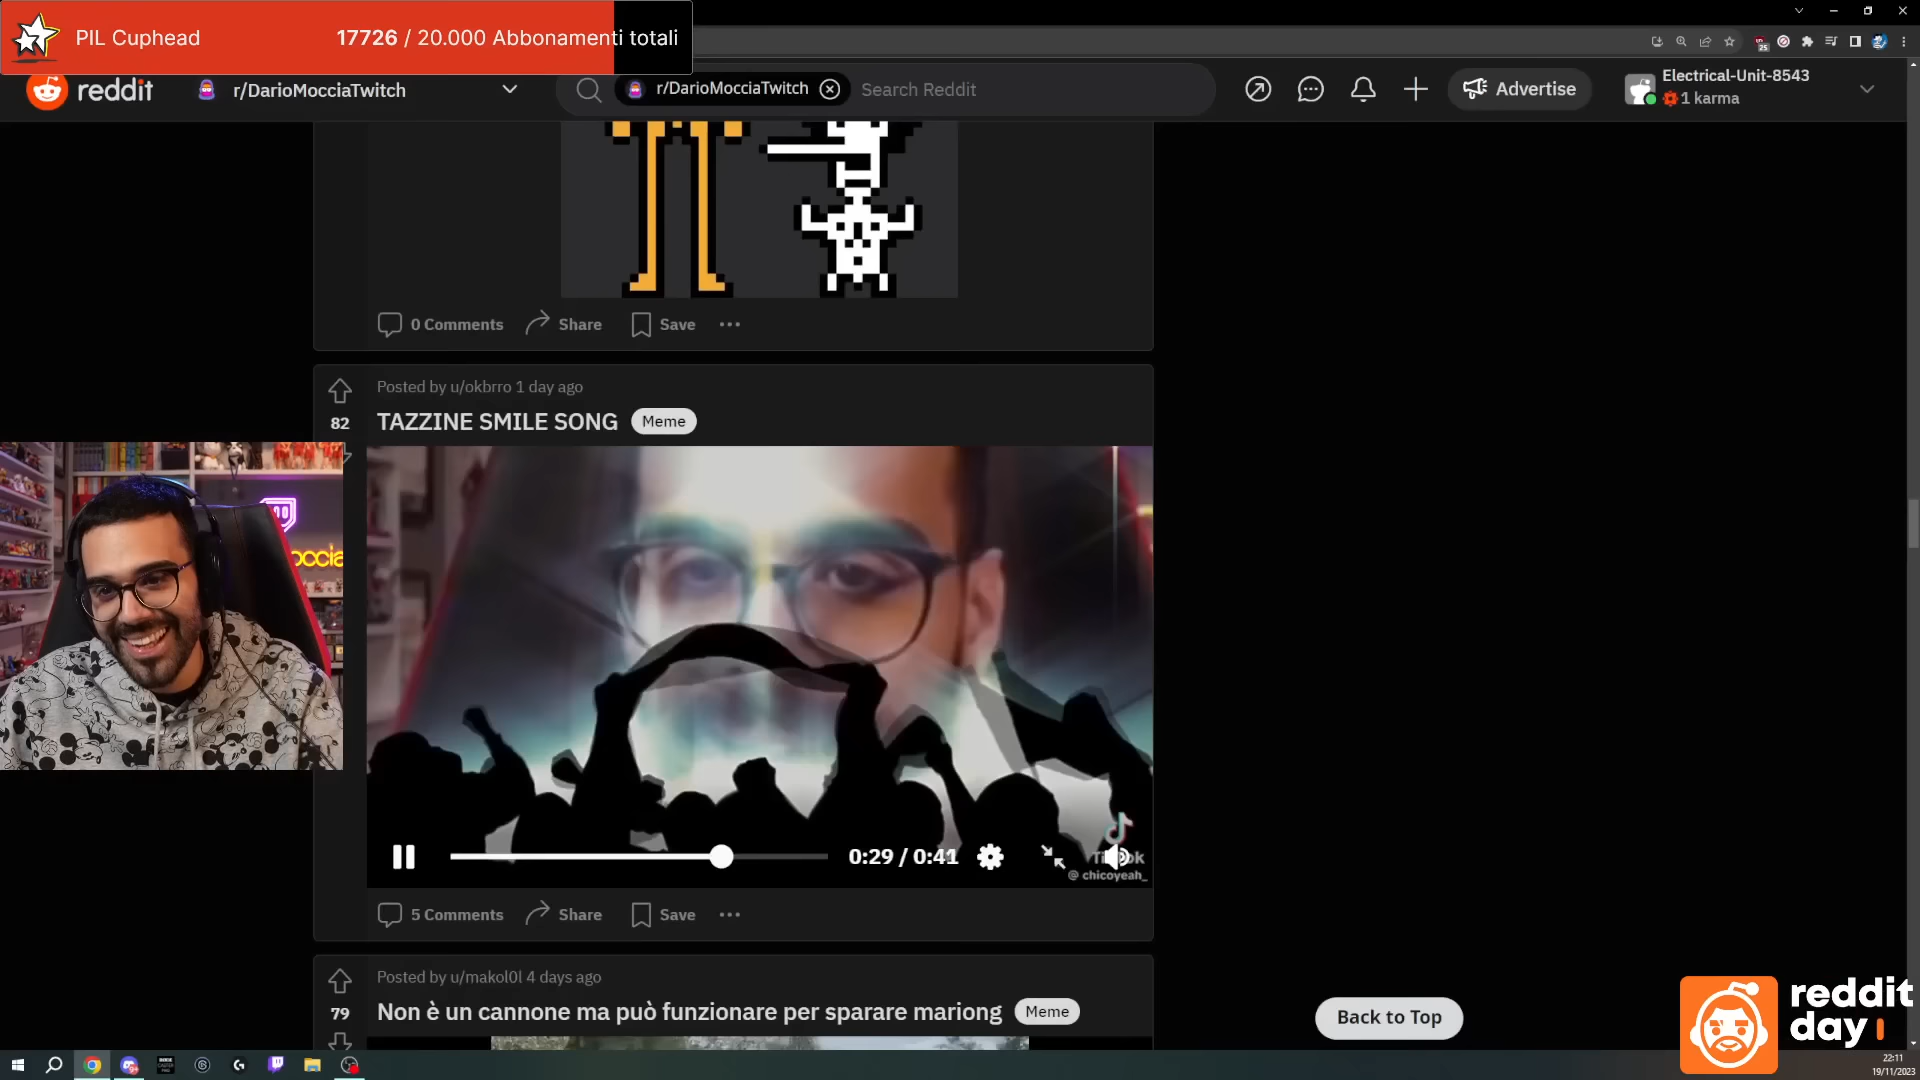 PIL Cuphead
17726 / 20.000 Abbonamenti totali
25
reddit
r/DarioMocciaTwitch
r/DarioMocciaTwitch
Search Reddit
Advertise
Electrical-Unit-8543
1 karma
0 Comments
Share
Save
Posted by u/okbrro 1 day ago
82
TAZZINE SMILE SONG
Meme
occia
0:29 / 0:41
@ chicoyeah_
5 Comments
Share
Save
Posted by u/makol0l 4 days ago
79
Non è un cannone ma può funzionare per sparare mariong
Meme
Back to Top
reddit
day
22:11
19/11/2023